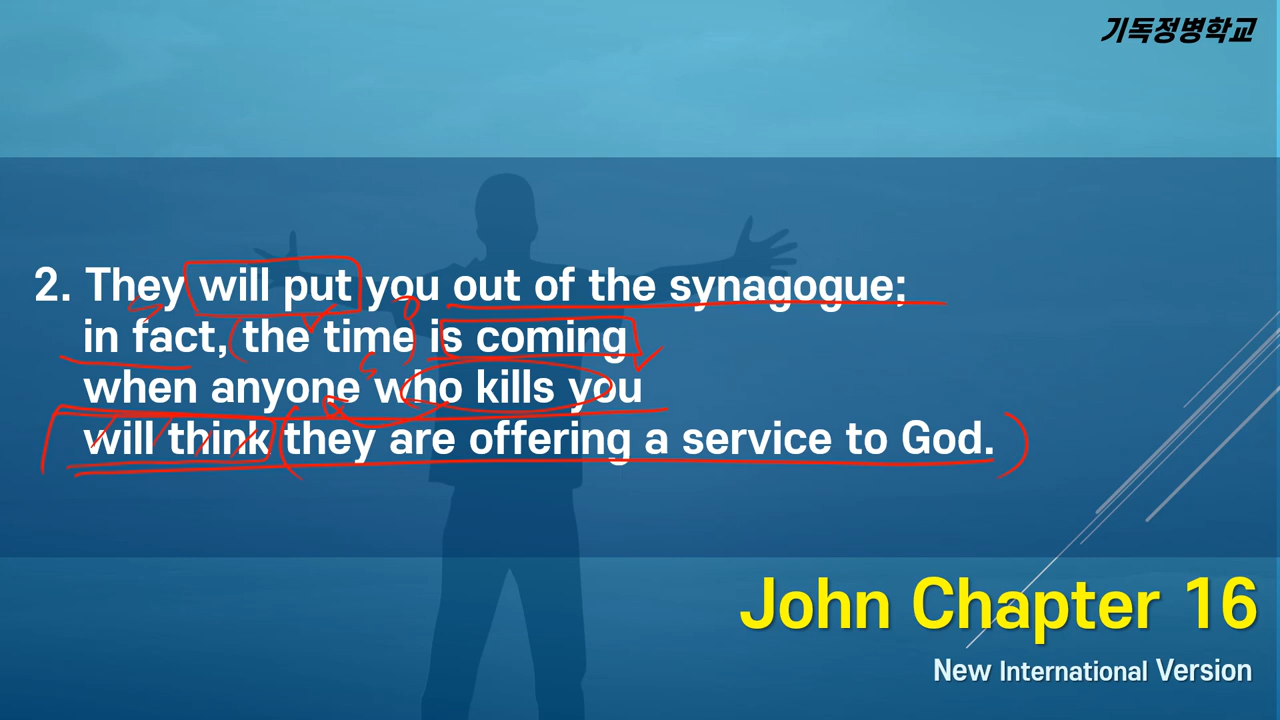 기독정병학교
2. They will put you out of the synagogue;
in fact, the time is coming
when anyone who kills you
will think they are offering a service to God.
John Chapter 16
New International Version